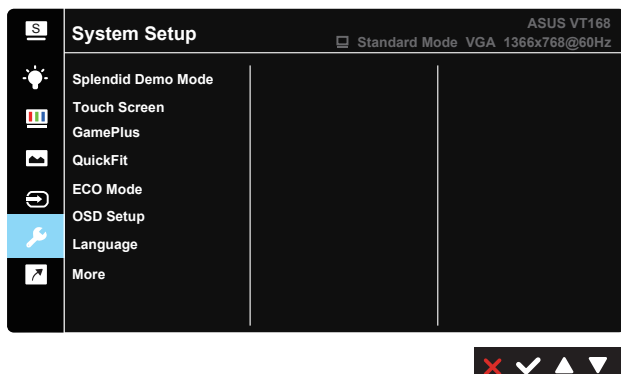 S
System Setup
ASUS VT168
Standard Mode VGA 1366x768@60Hz
Splendid Demo Mode
Touch Screen
GamePlus
QuickFit
ECO Mode
OSD Setup
Language
More